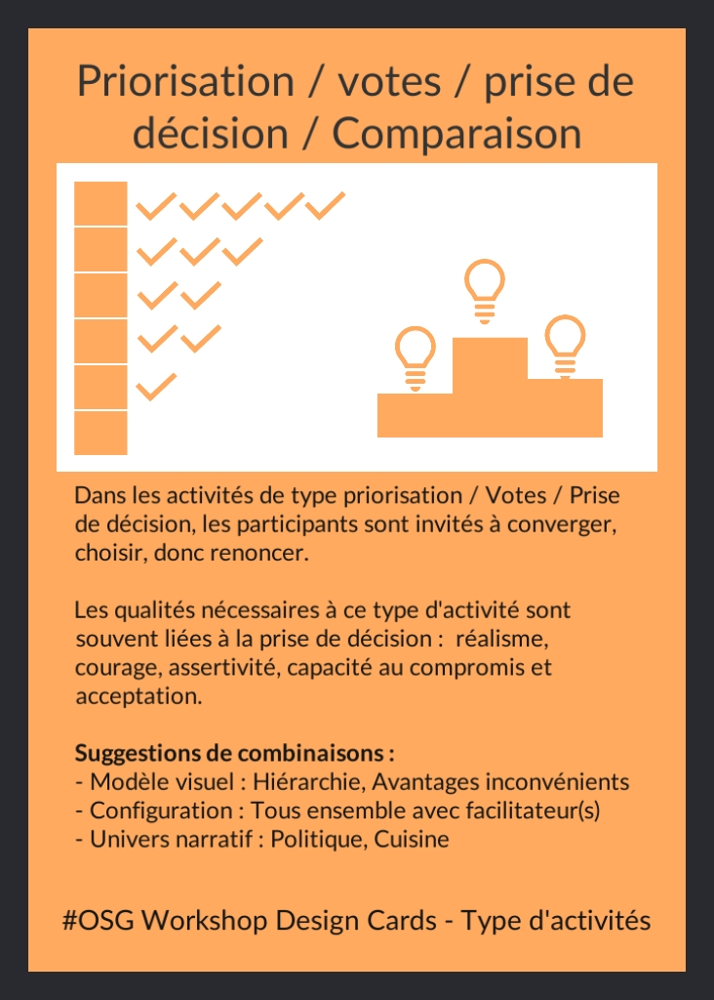 Priorisation / votes / prise de
décision / Comparaison
Dans les activités de type priorisation / Votes / Prise
de décision, les participants sont invités à converger,
choisir, donc renoncer.
Les qualités nécessaires à ce type d'activité sont
souvent liées à la prise de décision :  réalisme,
courage, assertivité, capacité au compromis et
acceptation.
Suggestions de combinaisons :
- Modèle visuel : Hiérarchie, Avantages inconvénients
- Configuration : Tous ensemble avec facilitateur(s)
- Univers narratif : Politique, Cuisine
#OSG Workshop Design Cards - Type d'activités